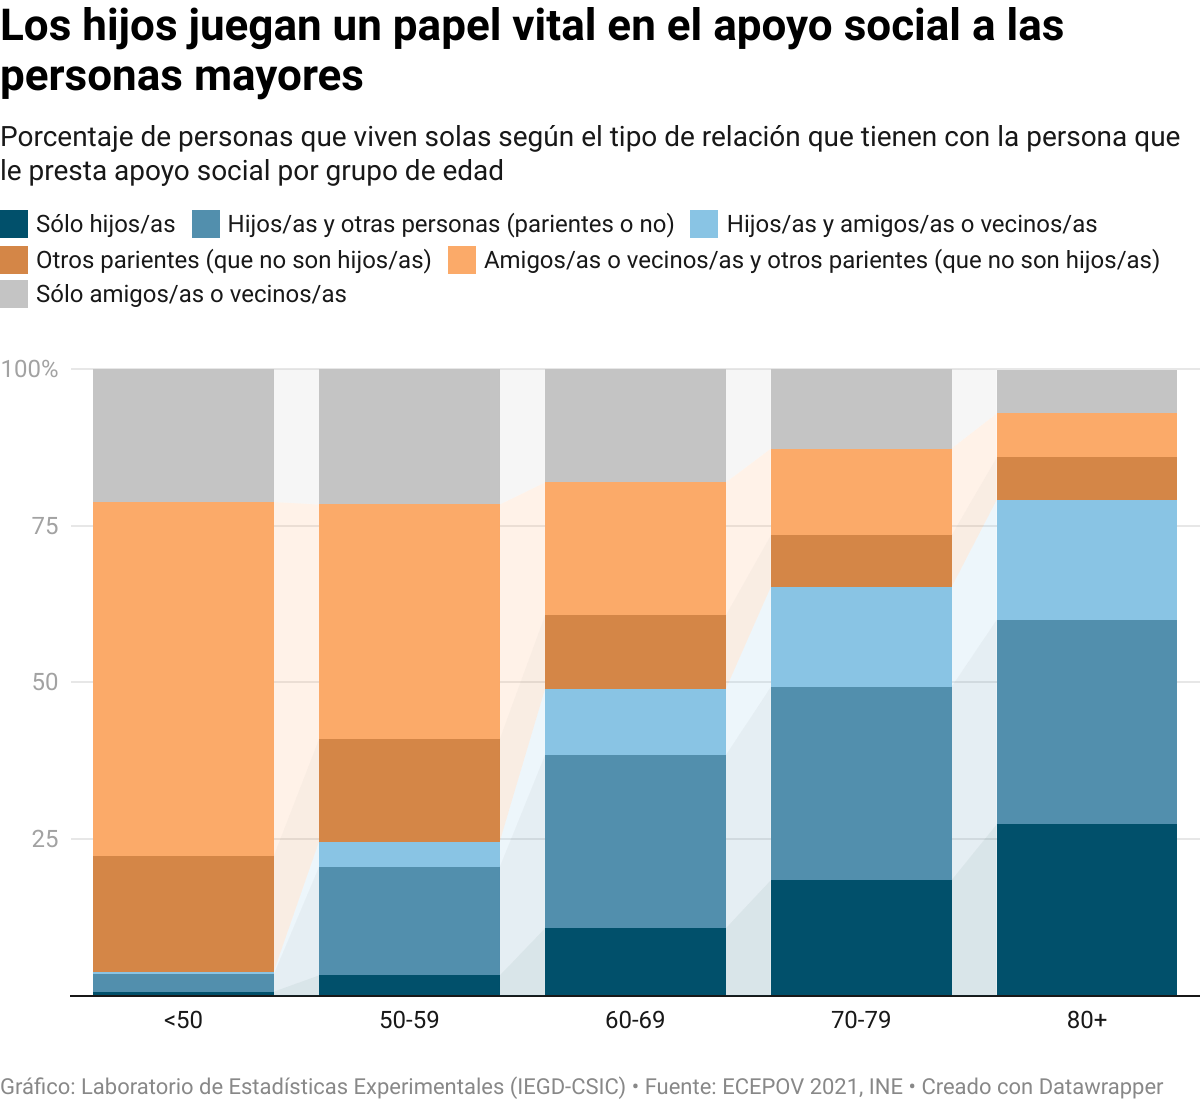 Los hijos juegan un papel vital en el apoyo social a las
personas mayores
Porcentaje de personas que viven solas según el tipo de relación que tienen con la persona que
le presta apoyo social por grupo de edad
Sólo hijos/as Hijos/as y otras personas (parientes o no) Hijos/as y amigos/as o vecinos/as
Otros parientes (que no son hijos/as) Amigos/as o vecinos/as y otros parientes (que no son hijos/as)
Sólo amigos/as o vecinos/as
100%
75
50
25
<50 50-59 60-69 70-79 80+
Gráfico: Laboratorio de Estadísticas Experimentales (IEGD-CSIC) • Fuente: ECEPOV 2021, INE • Creado con Datawrapper